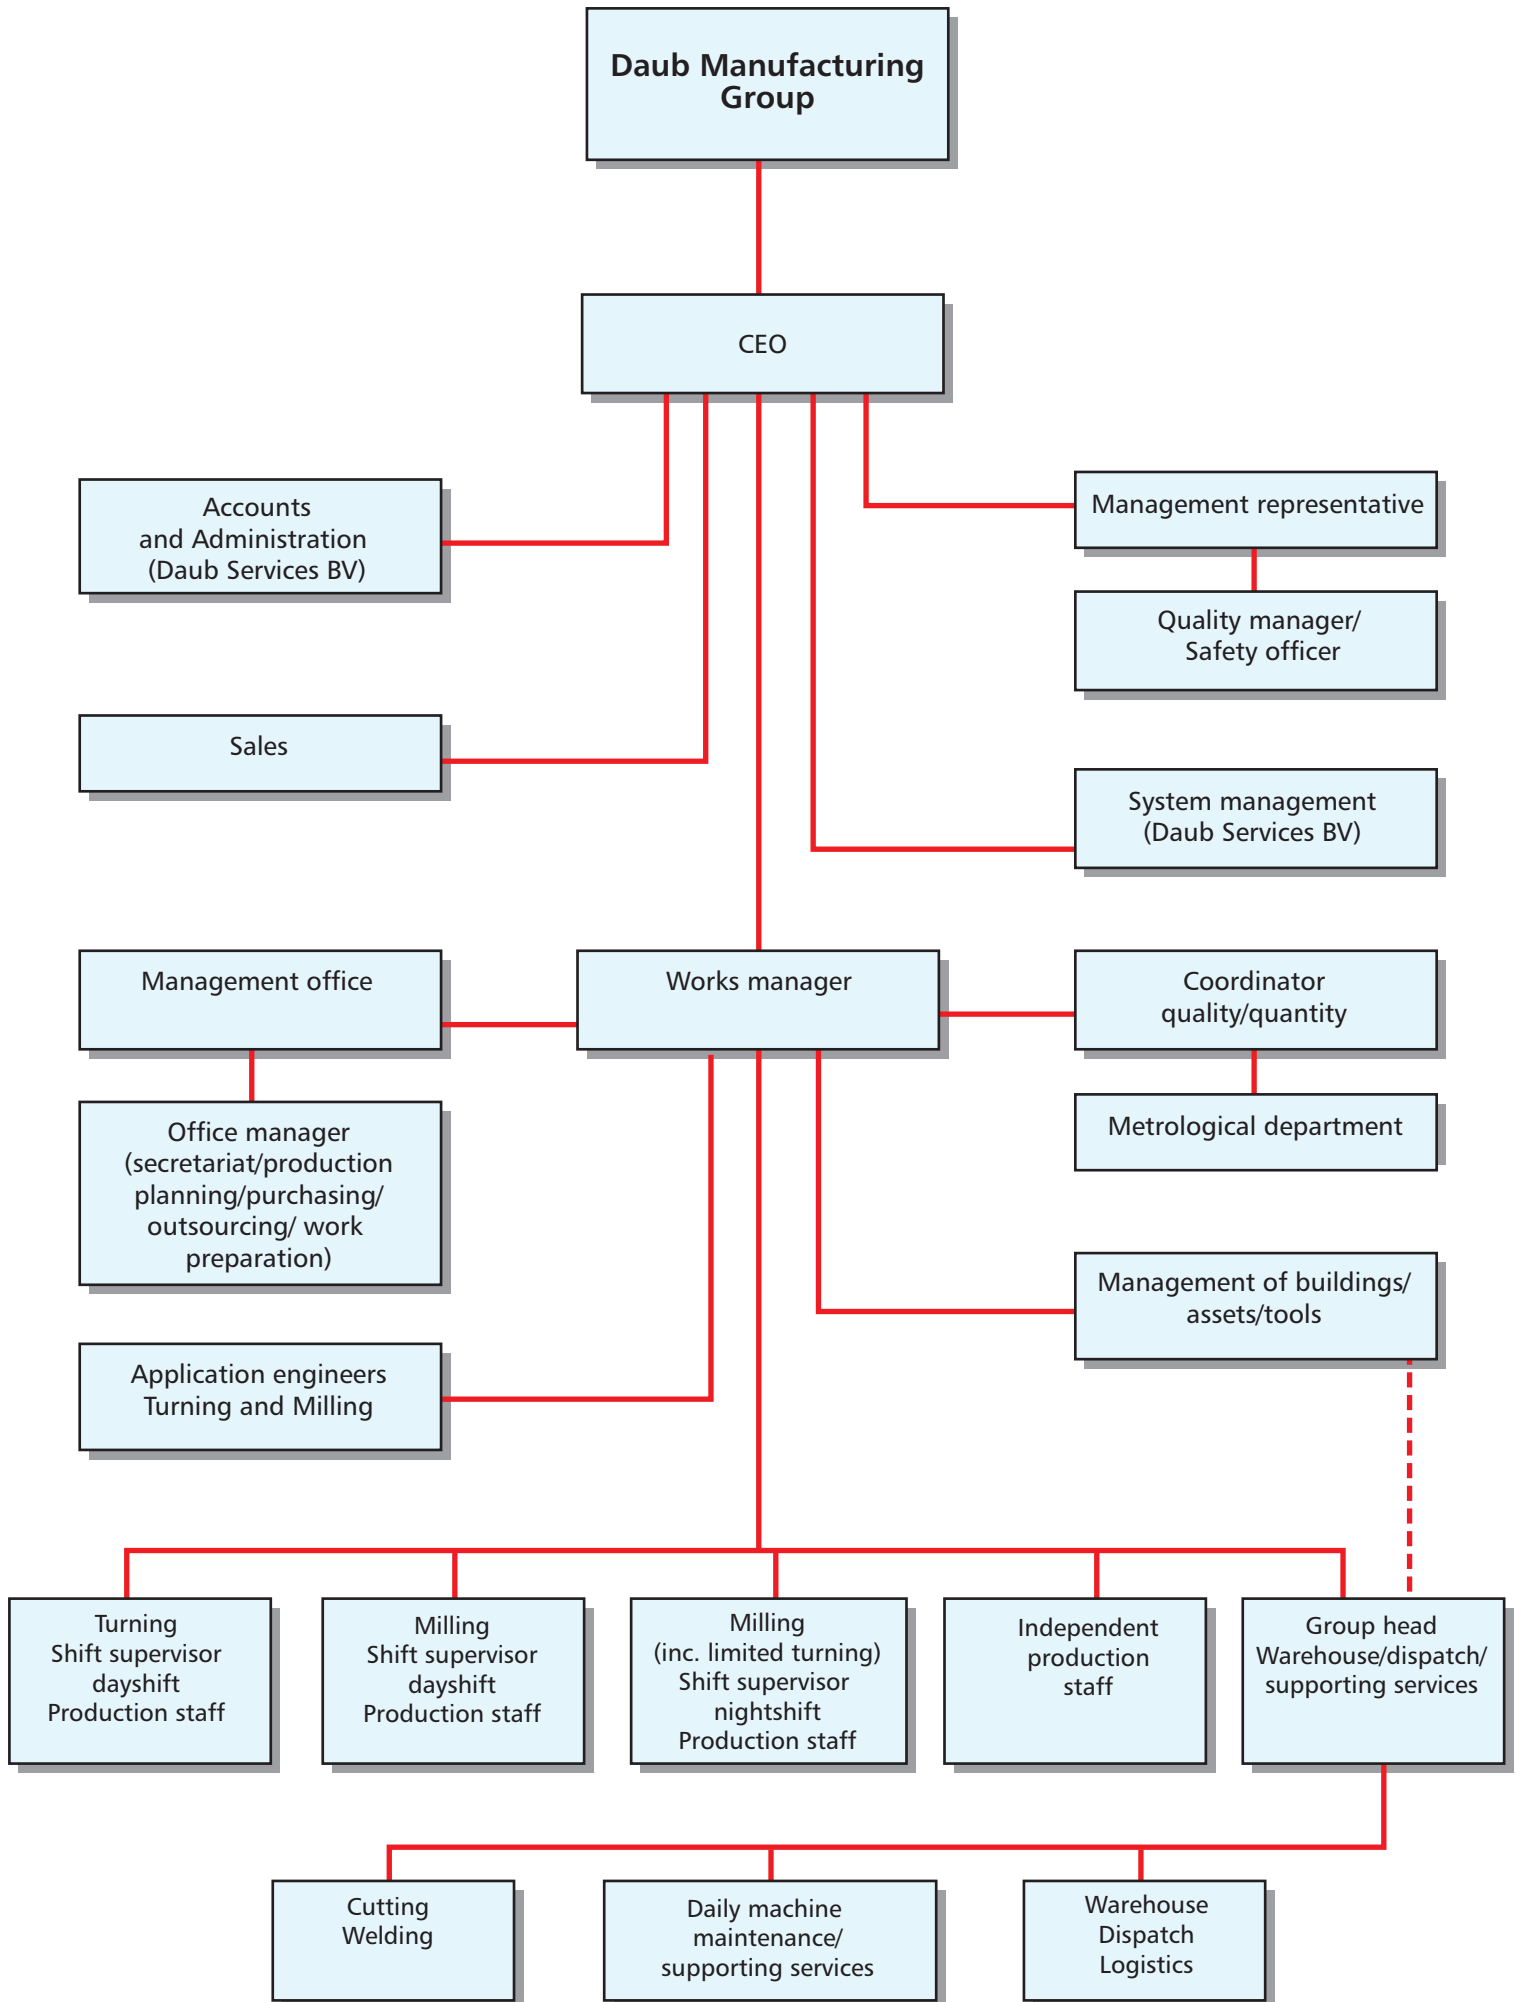 Daub Manufacturing
Group
CEO
Accounts
and Administration
(Daub Services BV)
Management representative
Quality manager/
Safety officer
Sales
System management
(Daub Services BV)
Management office
Works manager
Coordinator
quality/quantity
Office manager
(secretariat/production
planning/purchasing/
outsourcing/ work
preparation)
Metrological department
Management of buildings/
assets/tools
Application engineers
Turning and Milling
Turning
Shift supervisor
dayshift
Production staff
Milling
Shift supervisor
dayshift
Production staff
Milling
(inc. limited turning)
Shift supervisor
nightshift
Production staff
Independent
production
staff
Group head
Warehouse/dispatch/
supporting services
Cutting
Welding
Daily machine
maintenance/
supporting services
Warehouse
Dispatch
Logistics